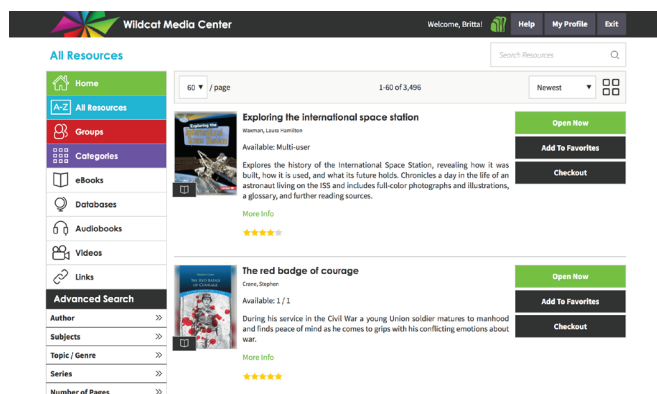 Wildcat Media Center
Welcome, Britta!
Help
My Profile
Exit
All Resources
Search Resources
Home
A-Z All Resources
Groups
Categories
eBooks
Databases
Audiobooks
Videos
Links
Advanced Search
Author
Subjects
Topic / Genre
Series
Number of Pages
60 ▼ / page
1-60 of 3,496
Newest ▼
Exploring the international space station
Waxman, Laura Hamilton
Available: Multi-user
Explores the history of the International Space Station, revealing how it was
built, how it is used, and what its future holds. Chronicles a day in the life of an
astronaut living on the ISS and includes full-color photographs and illustrations,
a glossary, and further reading sources.
More Info
Open Now
Add To Favorites
Checkout
THE RED BADGE
OF COURAGE
The red badge of courage
Crane, Stephen
Available: 1 / 1
During his service in the Civil War a young Union soldier matures to manhood
and finds peace of mind as he comes to grips with his conflicting emotions about
war.
More Info
Open Now
Add To Favorites
Checkout